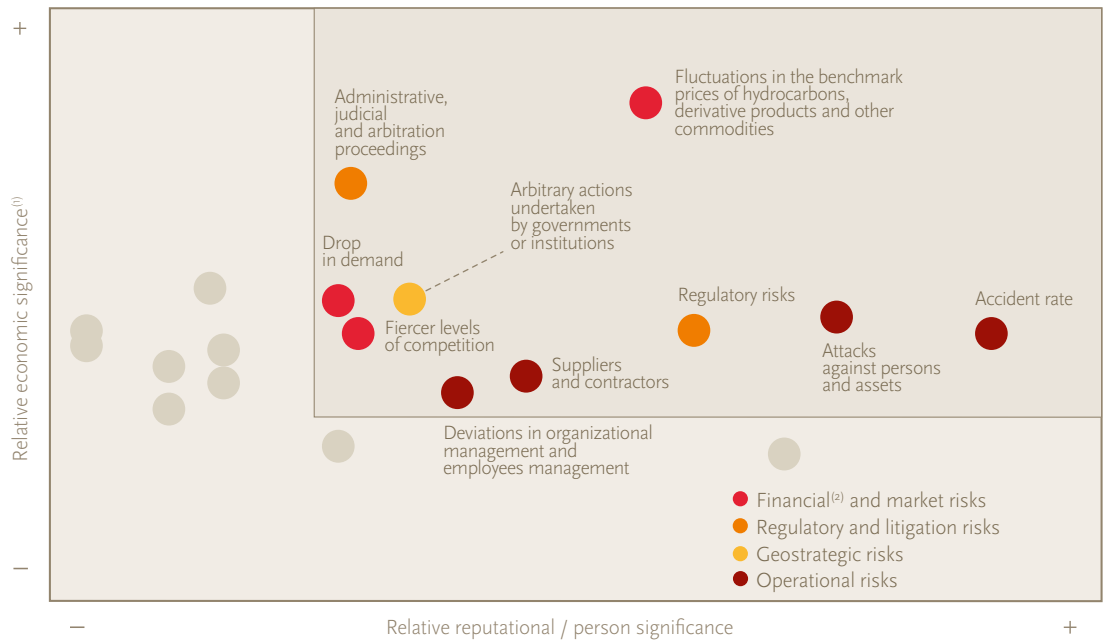 +
Relative economic significance(1)
Fluctuations in the benchmark
prices of hydrocarbons,
derivative products and other
commodities
Administrative,
judicial
and arbitration
proceedings
Arbitrary actions
undertaken
by governments
or institutions
Drop
in demand
Fiercer levels
of competition
Regulatory risks
Accident rate
Suppliers
and contractors
Attacks
against persons
and assets
Deviations in organizational
management and
employees management
Financial(2) and market risks
Regulatory and litigation risks
Geostrategic risks
Operational risks
–
–
Relative reputational / person significance
+